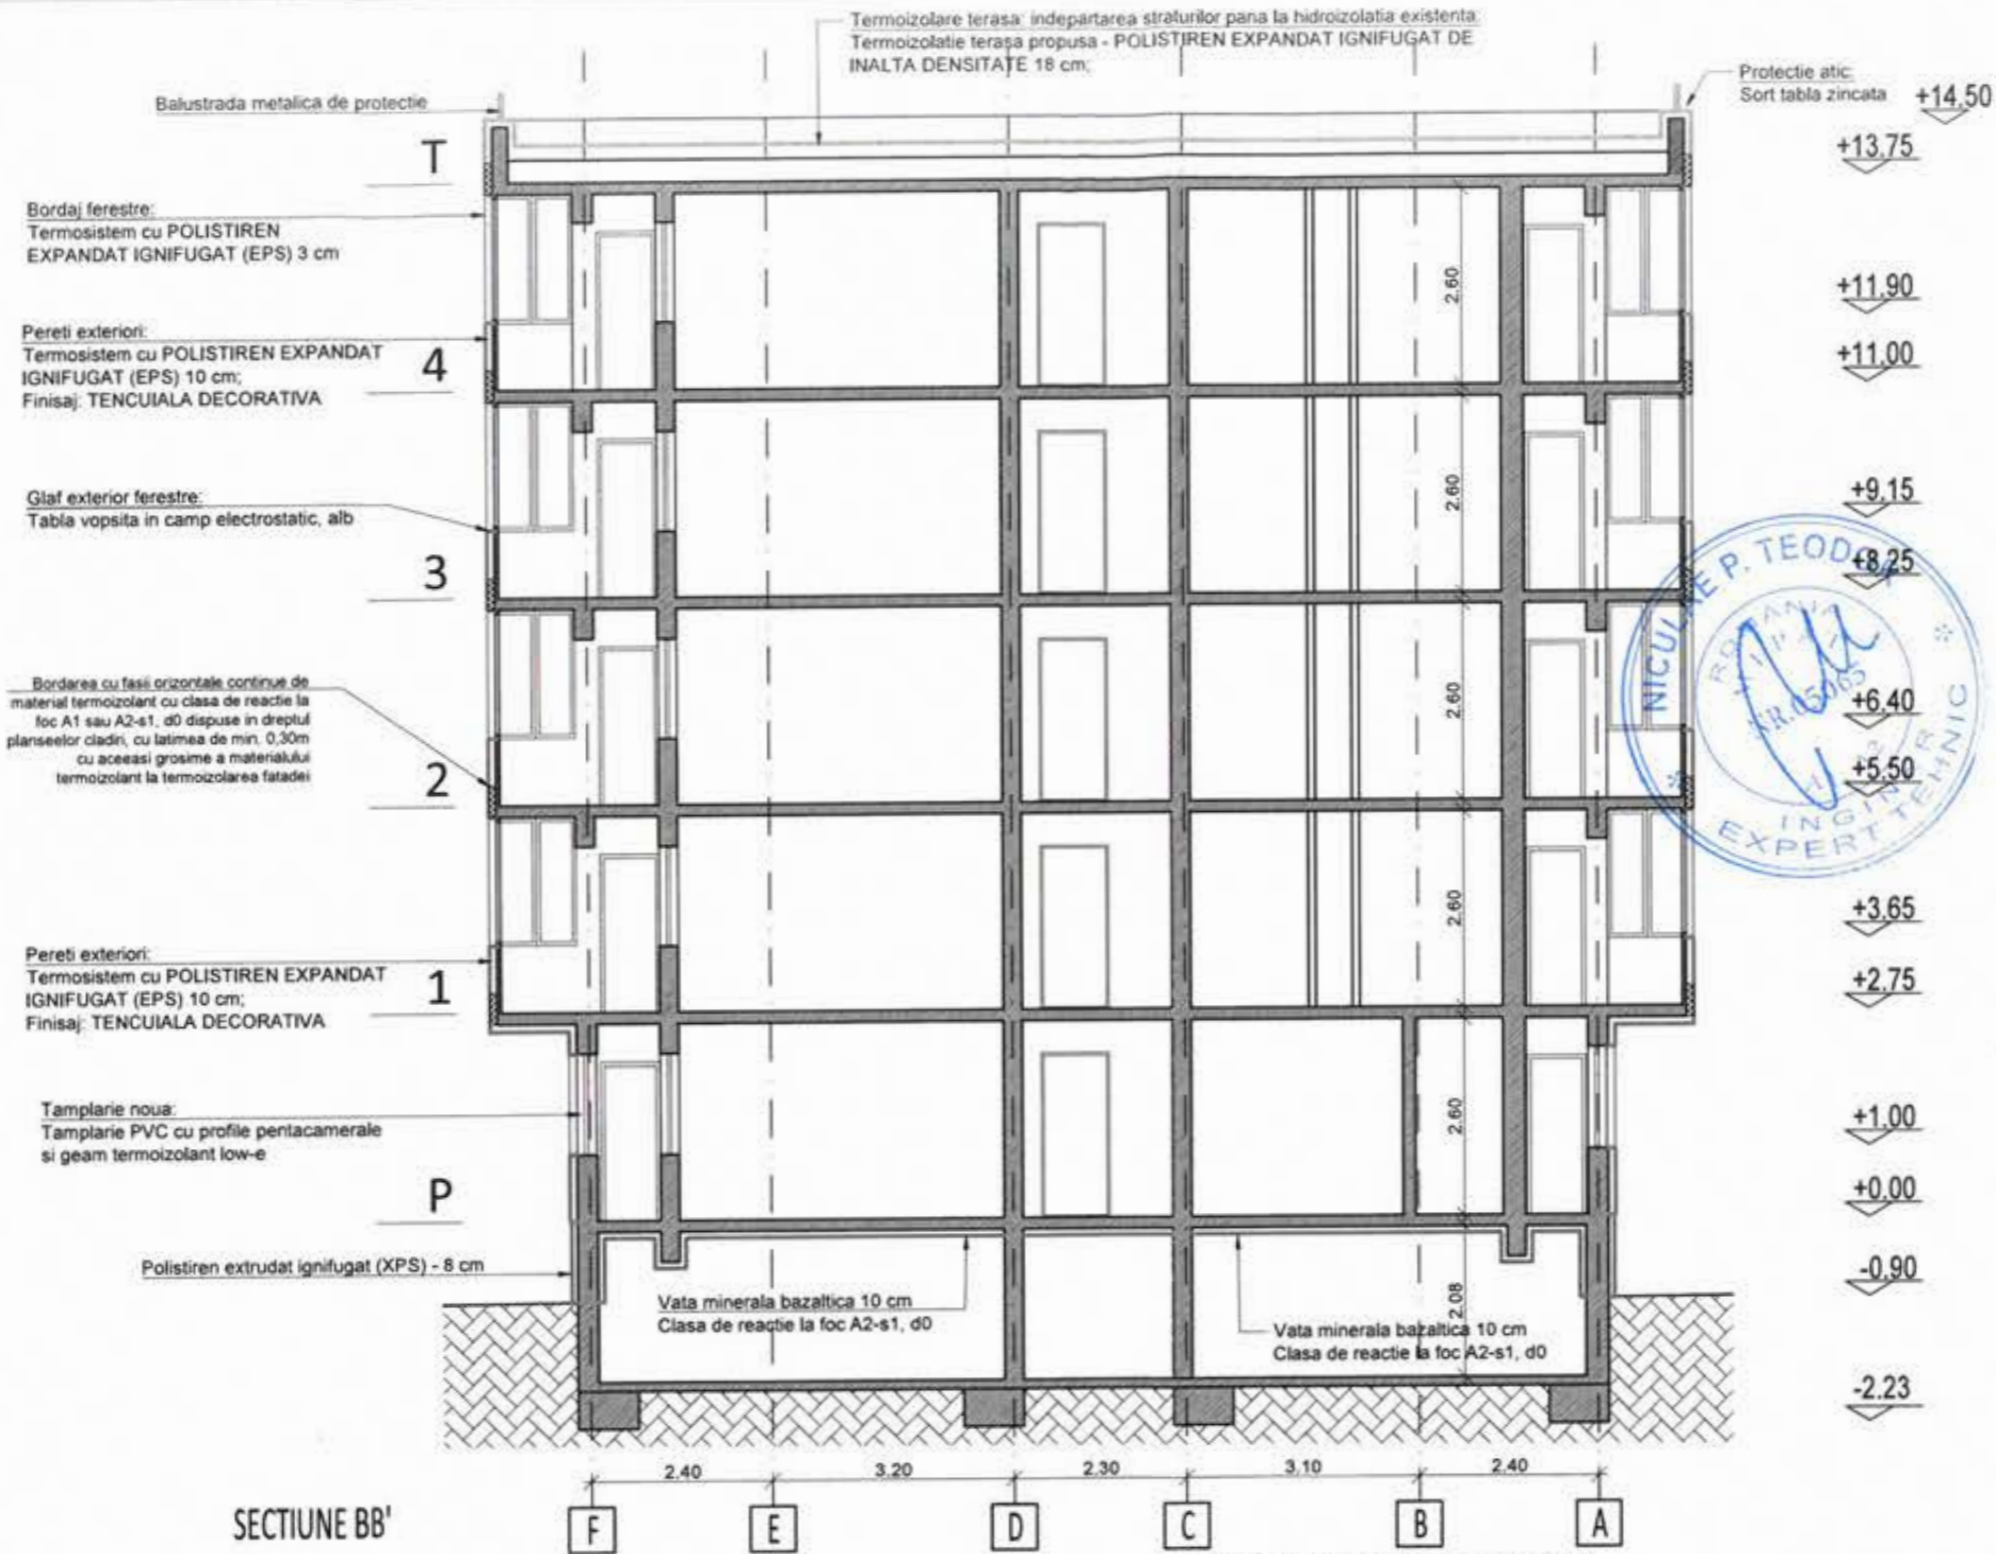 Termoizolare terasa: indepartarea straturilor pana la hidroizolatia existenta;
Termoizolatie terasa propusa - POLISTIREN EXPANDAT IGNIFUGAT DE
INALTA DENSITATE 18 cm;
Protectie atic:
Sort tabla zincata
+14,50
Balustrada metalica de protectie
T
+13,75
Bordaj ferestre:
Termosistem cu POLISTIREN
EXPANDAT IGNIFUGAT (EPS) 3 cm
2.60
+11,90
Pereti exteriori:
Termosistem cu POLISTIREN EXPANDAT
IGNIFUGAT (EPS) 10 cm;
Finisaj: TENCUIALA DECORATIVA
4
+11,00
Glaf exterior ferestre:
Tabla vopsita in camp electrostatic, alb
2.60
+9,15
3
+8,25
NICULAE P. TEODOR
ROMANIA
NR. 05065
INGINER
EXPERT TEHNIC
Bordarea cu fasii orizontale continue de
material termoizolant cu clasa de reactie la
foc A1 sau A2-s1, d0 dispuse in dreptul
planseelor cladiri, cu latimea de min. 0,30m
cu aceeasi grosime a materialului
termoizolant la termoizolarea fatadei
2.60
+6,40
2
+5,50
2.60
+3,65
Pereti exteriori:
Termosistem cu POLISTIREN EXPANDAT
IGNIFUGAT (EPS) 10 cm;
Finisaj: TENCUIALA DECORATIVA
1
+2,75
Tamplarie noua:
Tamplarie PVC cu profile pentacamerale
si geam termoizolant low-e
2.60
+1,00
P
+0,00
Polistiren extrudat ignifugat (XPS) - 8 cm
-0,90
Vata minerala bazaltica 10 cm
Clasa de reactie la foc A2-s1, d0
2.08
Vata minerala bazaltica 10 cm
Clasa de reactie la foc A2-s1, d0
-2.23
2.40
3.20
2.30
3.10
2.40
SECTIUNE BB'
F
E
D
C
B
A